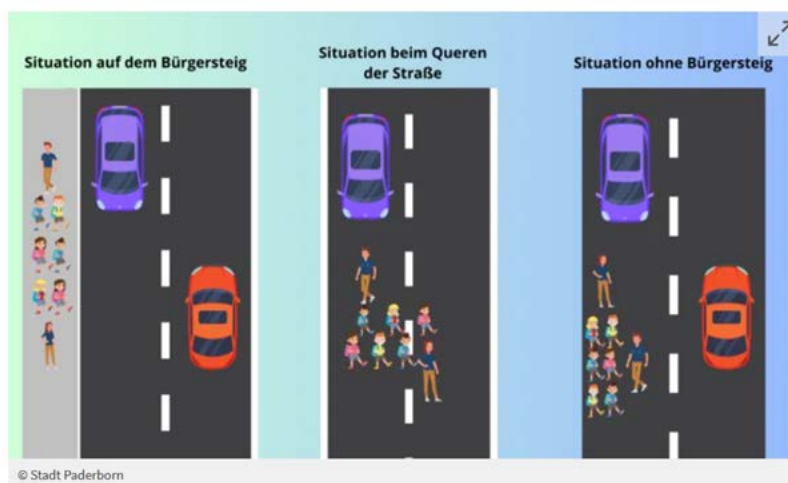 Situation auf dem Bürgersteig
Situation beim Queren
der Straße
Situation ohne Bürgersteig
© Stadt Paderborn